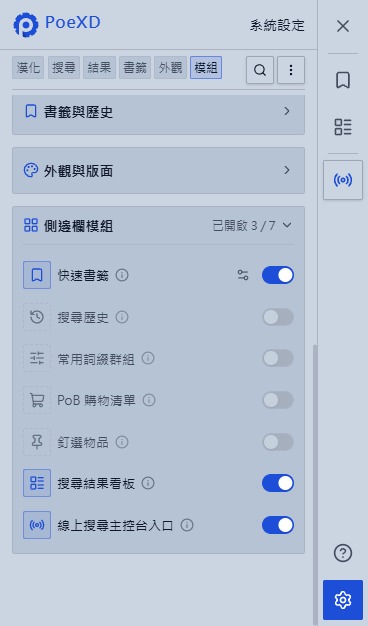 PoeXD
系統設定
漢化 搜尋 結果 書籤 外觀 模組
書籤與歷史
外觀與版面
側邊欄模組 已開啟 3 / 7
快速書籤
搜尋歷史
常用詞綴群組
PoB 購物清單
釘選物品
搜尋結果看板
線上搜尋主控台入口